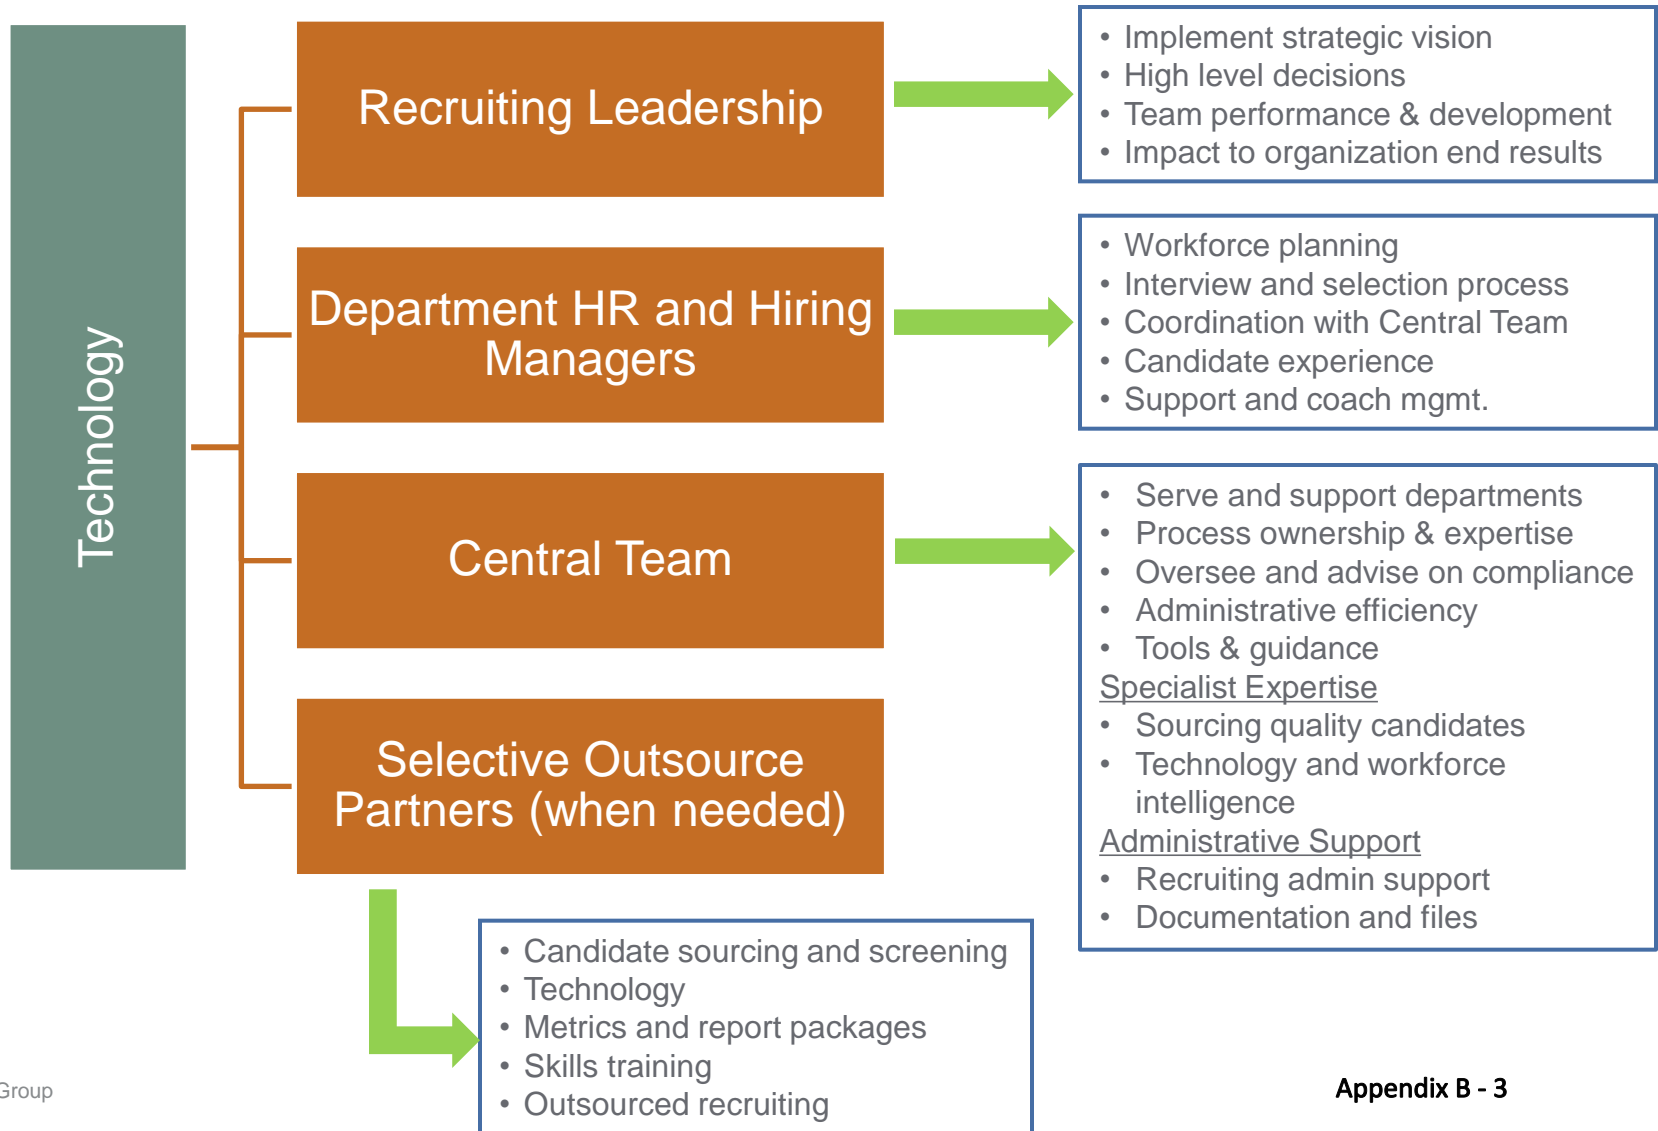 Technology
Recruiting Leadership
• Implement strategic vision
• High level decisions
• Team performance & development
• Impact to organization end results
Department HR and Hiring
Managers
• Workforce planning
• Interview and selection process
• Coordination with Central Team
• Candidate experience
• Support and coach mgmt.
Central Team
• Serve and support departments
• Process ownership & expertise
• Oversee and advise on compliance
• Administrative efficiency
• Tools & guidance
Specialist Expertise
• Sourcing quality candidates
• Technology and workforce
intelligence
Administrative Support
• Recruiting admin support
• Documentation and files
Selective Outsource
Partners (when needed)
• Candidate sourcing and screening
• Technology
• Metrics and report packages
• Skills training
• Outsourced recruiting
Group
Appendix B - 3